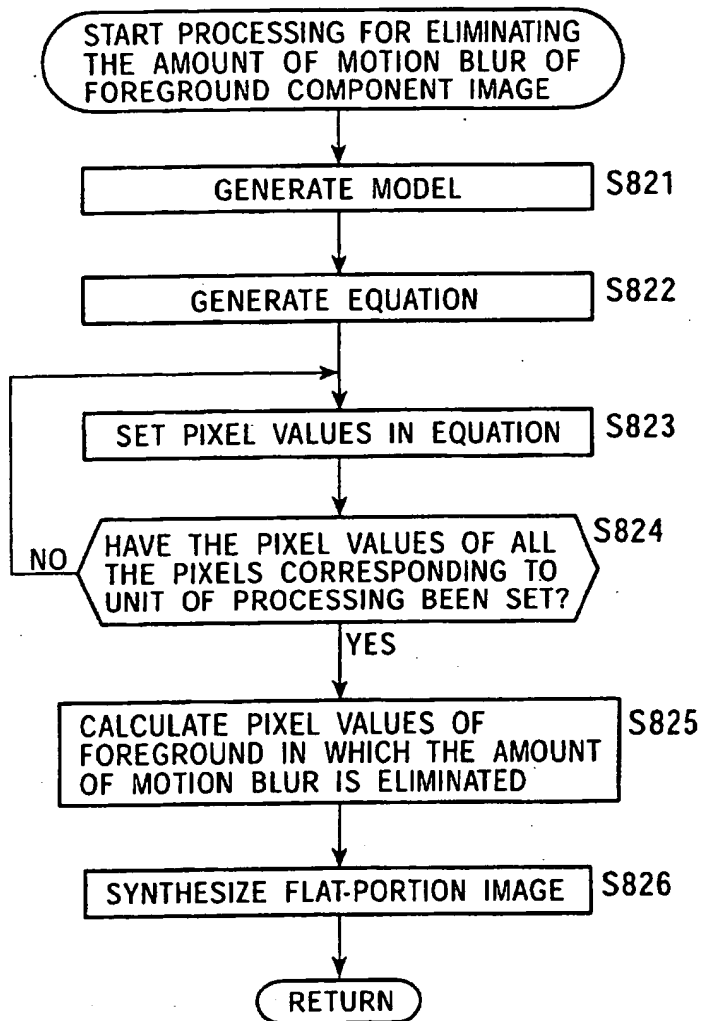 START PROCESSING FOR ELIMINATING
THE AMOUNT OF MOTION BLUR OF
FOREGROUND COMPONENT IMAGE
GENERATE MODEL
S821
GENERATE EQUATION
S822
SET PIXEL VALUES IN EQUATION
S823
S824
HAVE THE PIXEL VALUES OF ALL
THE PIXELS CORRESPONDING TO
UNIT OF PROCESSING BEEN SET?
NO
YES
CALCULATE PIXEL VALUES OF
FOREGROUND IN WHICH THE AMOUNT
OF MOTION BLUR IS ELIMINATED
S825
SYNTHESIZE FLAT-PORTION IMAGE
S826
RETURN